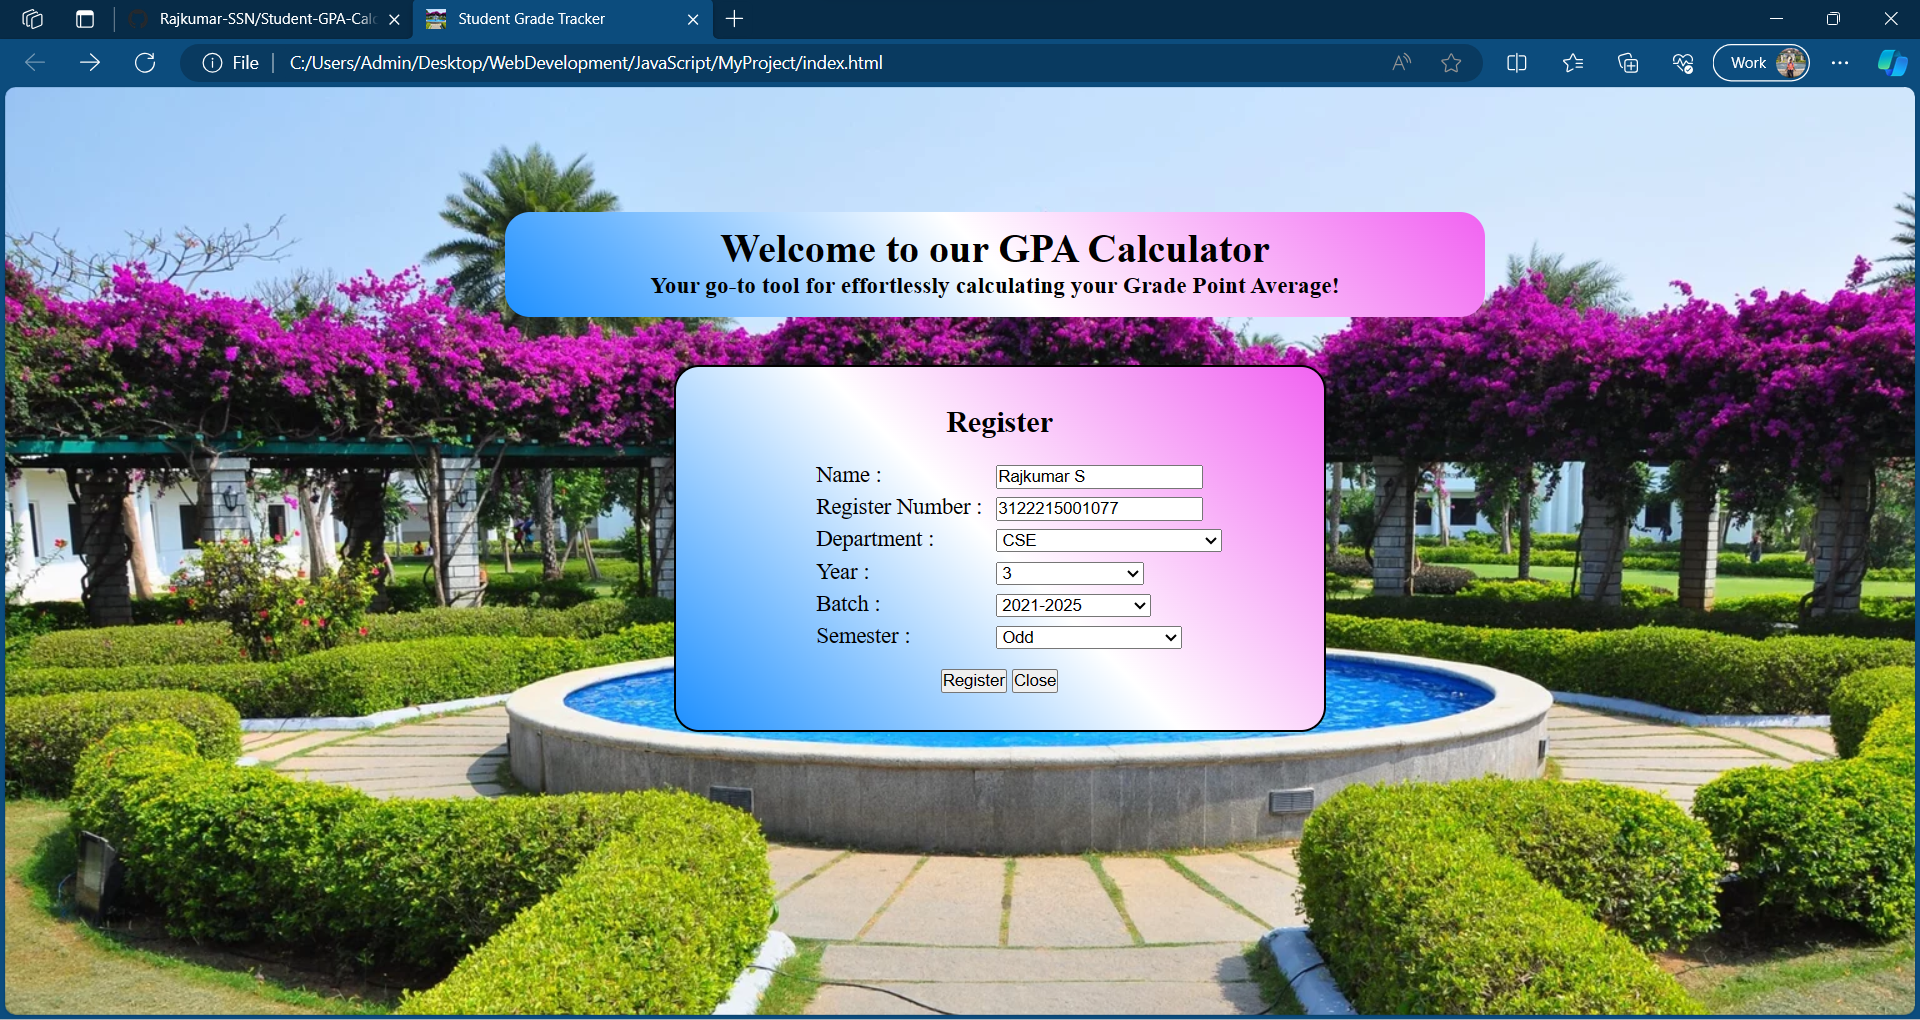 Rajkumar-SSN/Student-GPA-Calc
Student Grade Tracker
File
C:/Users/Admin/Desktop/WebDevelopment/JavaScript/MyProject/index.html
Work
Welcome to our GPA Calculator
Your go-to tool for effortlessly calculating your Grade Point Average!
Register
Name : Rajkumar S
Register Number : 3122215001077
Department : CSE
Year : 3
Batch : 2021-2025
Semester : Odd
Register Close